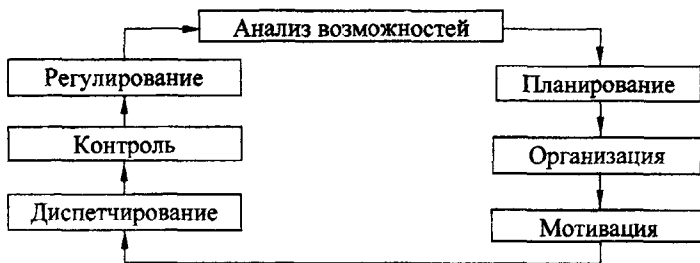 Анализ возможностей
Регулирование
Планирование
Контроль
Организация
Диспетчирование
Мотивация